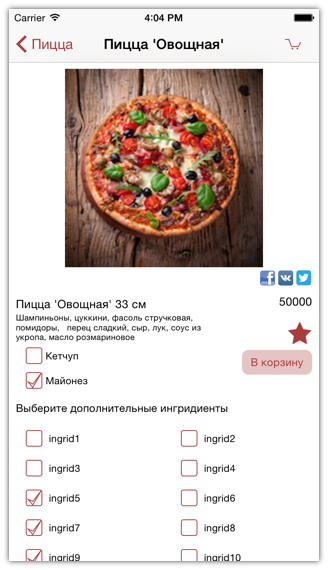 Carrier 4:04 PM
Пицца Пицца 'Овощная'
Пицца 'Овощная' 33 см 50000
Шампиньоны, цуккини, фасоль стручковая,
помидоры, перец сладкий, сыр, лук, соус из
укропа, масло розмариновое
Кетчуп
В корзину
Майонез
Выберите дополнительные ингридиенты
ingrid1 ingrid2
ingrid3 ingrid4
ingrid5 ingrid6
ingrid7 ingrid8
ingrid9 ingrid10